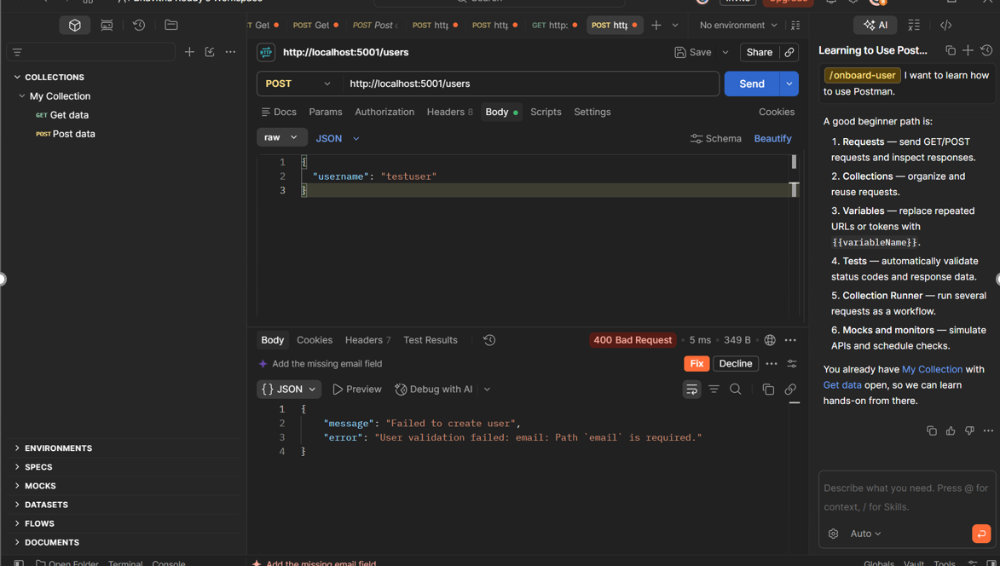 Search
Invite
Upgrade
T Get
POST Get
POST Post
POST http
POST http
GET http:
POST http
No environment
AI
COLLECTIONS
My Collection
GET Get data
POST Post data
ENVIRONMENTS
SPECS
MOCKS
DATASETS
FLOWS
DOCUMENTS
HTTP http://localhost:5001/users
Save
Share
POST http://localhost:5001/users
Send
Docs Params Authorization Headers 8 Body Scripts Settings Cookies
raw JSON Schema Beautify
1 {
2 "username": "testuser"
3 }
Body Cookies Headers 7 Test Results 400 Bad Request • 5 ms • 349 B
Add the missing email field Fix Decline
{} JSON Preview Debug with AI
1 {
2 "message": "Failed to create user",
3 "error": "User validation failed: email: Path `email` is required."
4 }
Learning to Use Post...
/onboard-user I want to learn how
to use Postman.
A good beginner path is:
1. Requests — send GET/POST
requests and inspect responses.
2. Collections — organize and
reuse requests.
3. Variables — replace repeated
URLs or tokens with
{{variableName}}.
4. Tests — automatically validate
status codes and response data.
5. Collection Runner — run several
requests as a workflow.
6. Mocks and monitors — simulate
APIs and schedule checks.
You already have My Collection with
Get data open, so we can learn
hands-on from there.
Describe what you need. Press @ for
context, / for Skills.
Auto
Open Folder Terminal Console Add the missing email field Globals Vault Tools